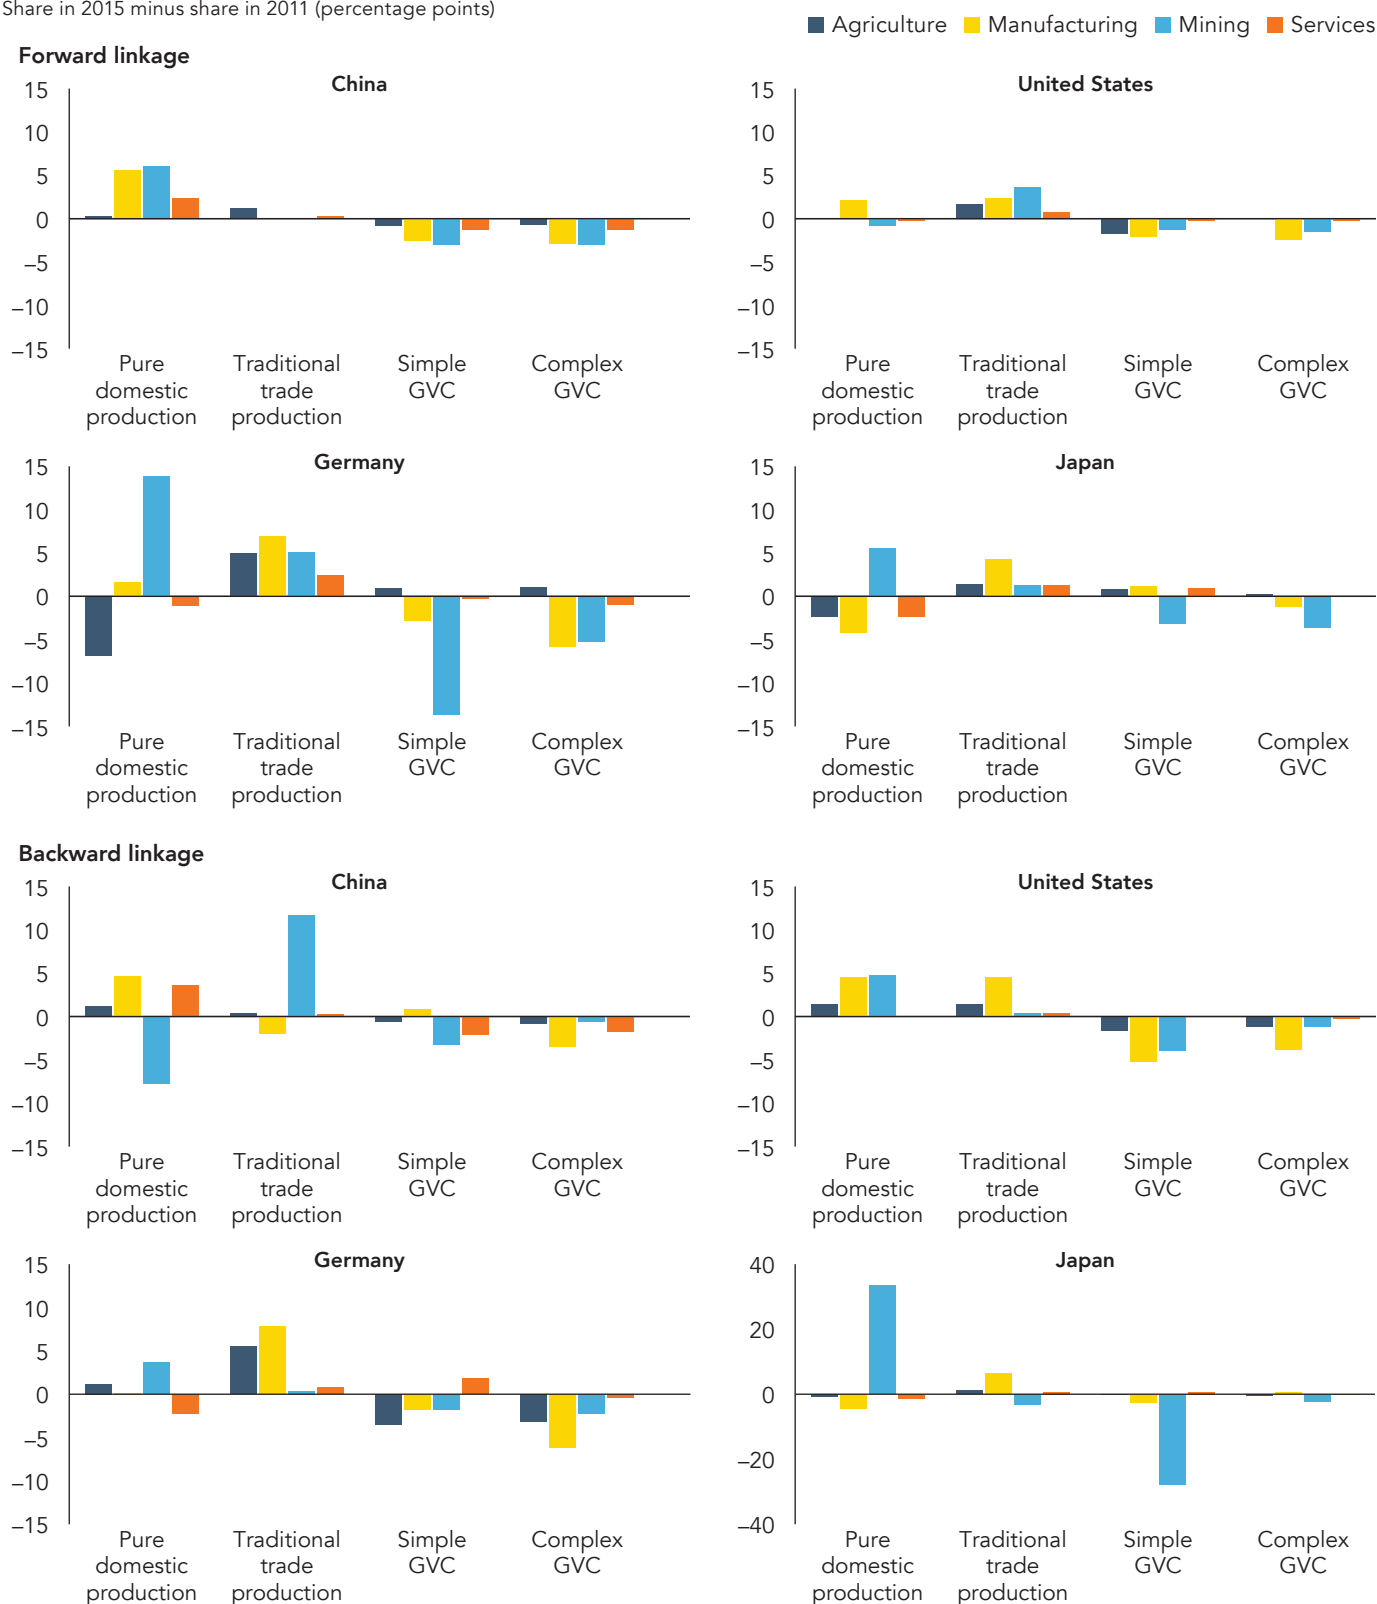 Share in 2015 minus share in 2011 (percentage points)
Agriculture Manufacturing Mining Services
Forward linkage
China
15
10
5
0
–5
–10
–15
Pure domestic production
Traditional trade production
Simple GVC
Complex GVC
United States
15
10
5
0
–5
–10
–15
Pure domestic production
Traditional trade production
Simple GVC
Complex GVC
Germany
15
10
5
0
–5
–10
–15
Pure domestic production
Traditional trade production
Simple GVC
Complex GVC
Japan
15
10
5
0
–5
–10
–15
Pure domestic production
Traditional trade production
Simple GVC
Complex GVC
Backward linkage
China
15
10
5
0
–5
–10
–15
Pure domestic production
Traditional trade production
Simple GVC
Complex GVC
United States
15
10
5
0
–5
–10
–15
Pure domestic production
Traditional trade production
Simple GVC
Complex GVC
Germany
15
10
5
0
–5
–10
–15
Pure domestic production
Traditional trade production
Simple GVC
Complex GVC
Japan
40
20
0
–20
–40
Pure domestic production
Traditional trade production
Simple GVC
Complex GVC